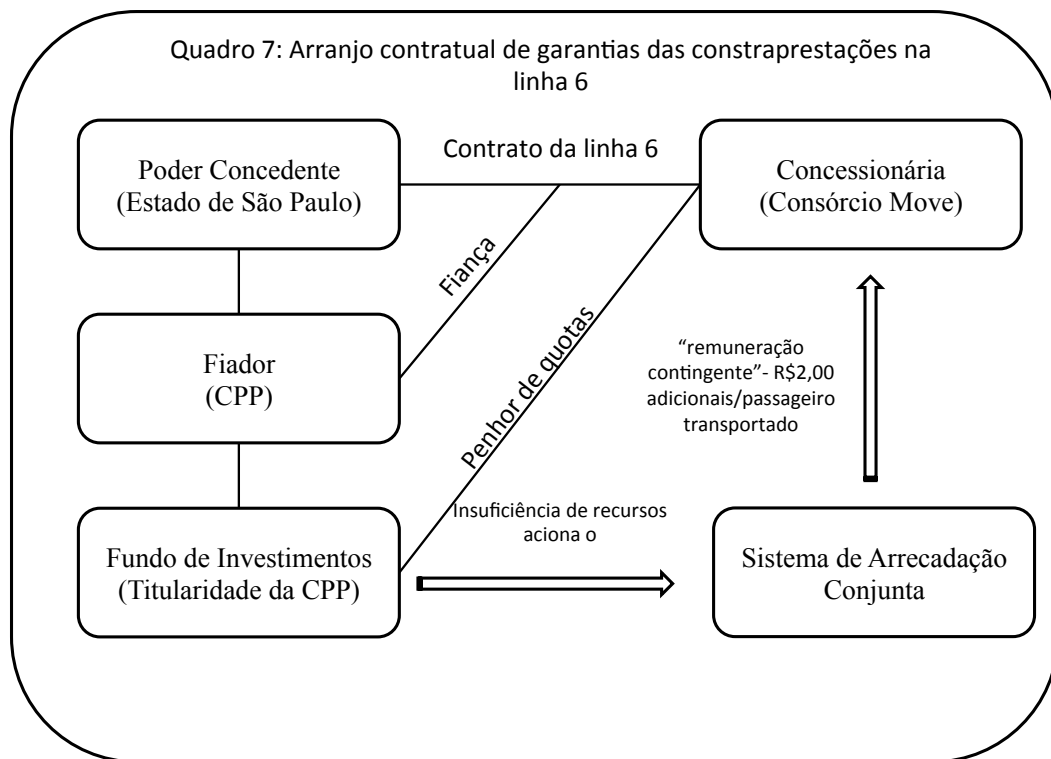 Quadro 7: Arranjo contratual de garantias das constraprestações na
linha 6
Poder Concedente
(Estado de São Paulo)
Contrato da linha 6
Concessionária
(Consórcio Move)
Fiança
Fiador
(CPP)
Penhor de quotas
“remuneração
contingente”- R$2,00
adicionais/passageiro
transportado
Fundo de Investimentos
(Titularidade da CPP)
Insuficiência de recursos
aciona o
Sistema de Arrecadação
Conjunta